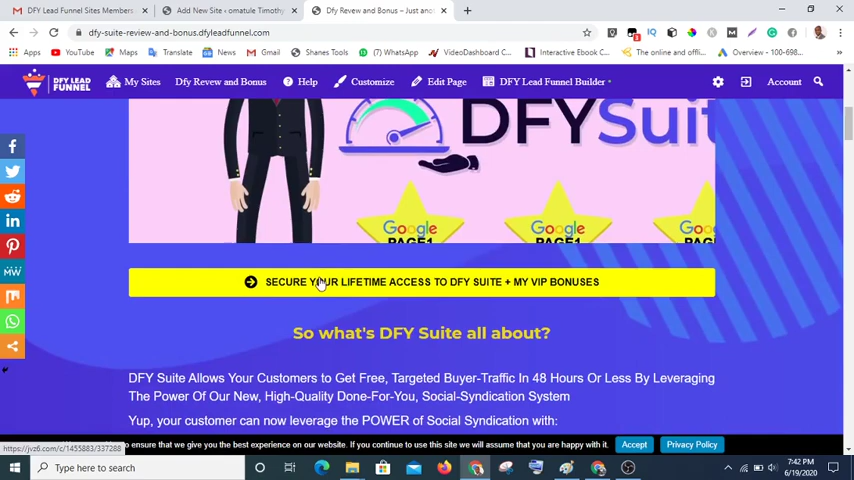 DFY Lead Funnel Sites Members
Add New Site ‹ omatule Timothy
Dfy Review and Bonus – Just ano
dfy-suite-review-and-bonus.dfyleadfunnel.com
Apps
YouTube
Maps
Translate
News
Gmail
Shanes Tools
(7) WhatsApp
VideoDashboard - C...
Interactive Ebook C...
The online and offli...
Overview – 100-698...
DFY LEAD
FUNNEL
My Sites
Dfy Revew and Bonus
Help
Customize
Edit Page
DFY Lead Funnel Builder
Account
DFYSuit
Google
PAGE1
Google
PAGE1
Google
PAGE1
SECURE YOUR LIFETIME ACCESS TO DFY SUITE + MY VIP BONUSES
So what's DFY Suite all about?
DFY Suite Allows Your Customers to Get Free, Targeted Buyer-Traffic In 48 Hours Or Less By Leveraging
The Power Of Our New, High-Quality Done-For-You, Social-Syndication System
Yup, your customer can now leverage the POWER of Social Syndication with:
to ensure that we give you the best experience on our website. If you continue to use this site we will assume that you are happy with it.
Accept
Privacy Policy
https://jvz6.com/c/1455883/337288
Type here to search
7:42 PM
6/19/2020